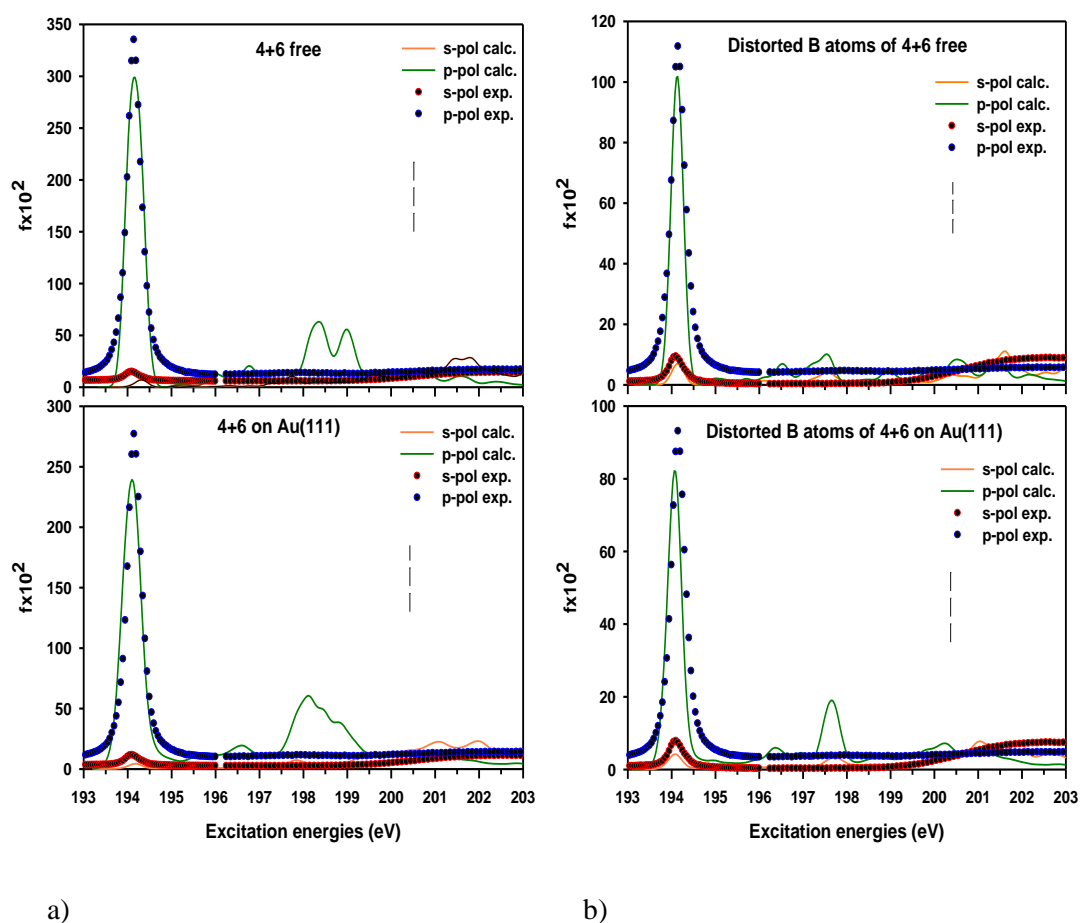 4+6 free
s-pol calc.
p-pol calc.
s-pol exp.
p-pol exp.
fx10²
350
300
250
200
150
100
50
0
Distorted B atoms of 4+6 free
s-pol calc.
p-pol calc.
s-pol exp.
p-pol exp.
fx10²
120
100
80
60
40
20
0
4+6 on Au(111)
s-pol calc.
p-pol calc.
s-pol exp.
p-pol exp.
fx10²
300
250
200
150
100
50
0
193 194 195 196 197 198 199 200 201 202 203
Excitation energies (eV)
Distorted B atoms of 4+6 on Au(111)
s-pol calc.
p-pol calc.
s-pol exp.
p-pol exp.
fx10²
100
80
60
40
20
0
193 194 195 196 197 198 199 200 201 202 203
Excitation energies (eV)
a)
b)